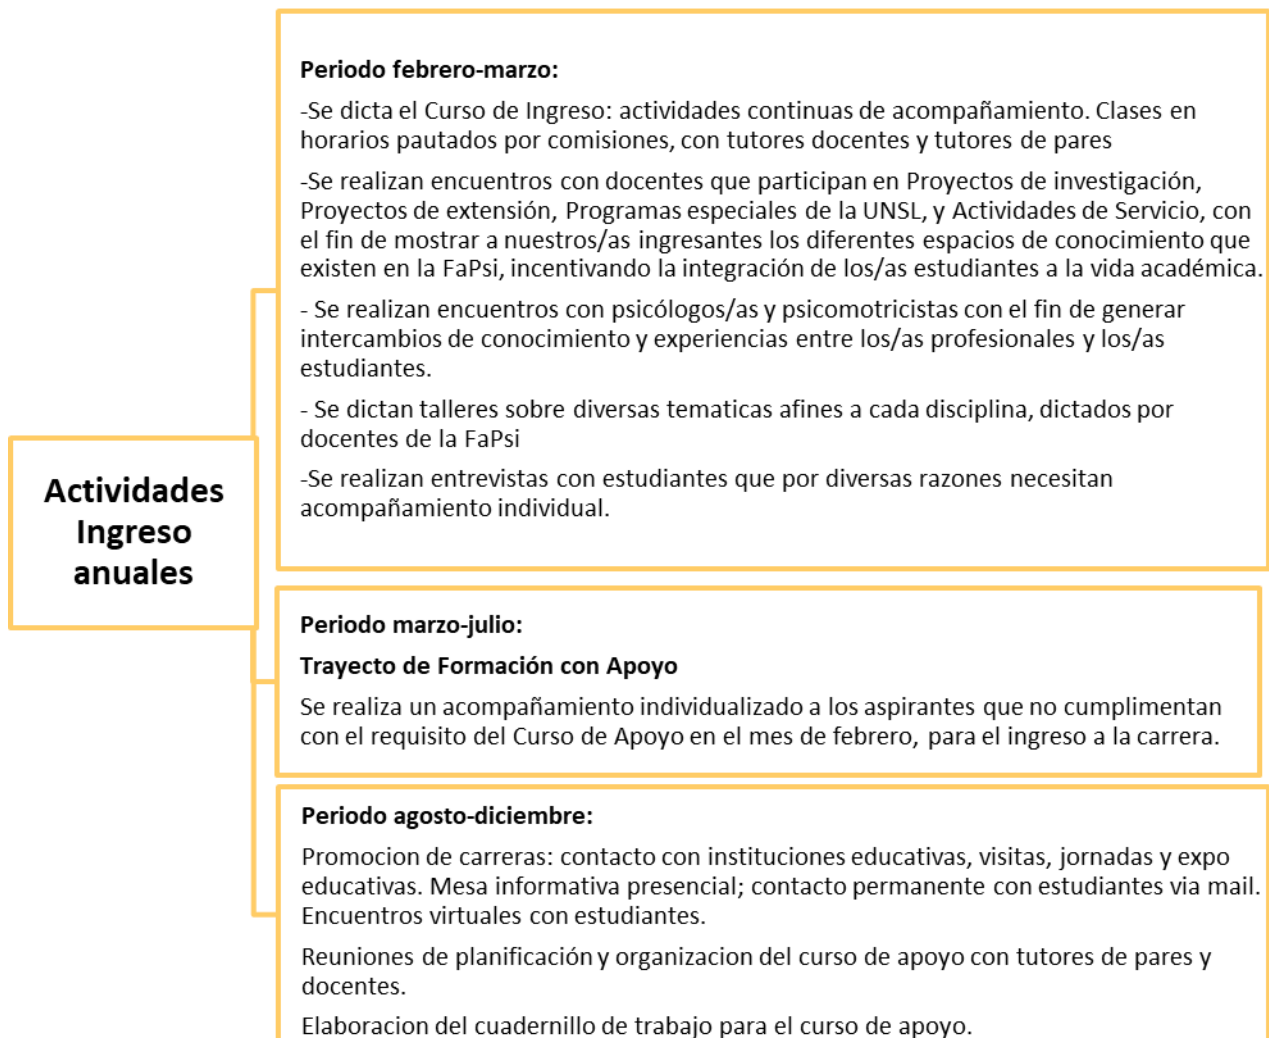 Actividades
Ingreso
anuales
Periodo febrero-marzo:
-Se dicta el Curso de Ingreso: actividades continuas de acompañamiento. Clases en
horarios pautados por comisiones, con tutores docentes y tutores de pares
-Se realizan encuentros con docentes que participan en Proyectos de investigación,
Proyectos de extensión, Programas especiales de la UNSL, y Actividades de Servicio, con
el fin de mostrar a nuestros/as ingresantes los diferentes espacios de conocimiento que
existen en la FaPsi, incentivando la integración de los/as estudiantes a la vida académica.
- Se realizan encuentros con psicólogos/as y psicomotricistas con el fin de generar
intercambios de conocimiento y experiencias entre los/as profesionales y los/as
estudiantes.
- Se dictan talleres sobre diversas tematicas afines a cada disciplina, dictados por
docentes de la FaPsi
-Se realizan entrevistas con estudiantes que por diversas razones necesitan
acompañamiento individual.
Periodo marzo-julio:
Trayecto de Formación con Apoyo
Se realiza un acompañamiento individualizado a los aspirantes que no cumplimentan
con el requisito del Curso de Apoyo en el mes de febrero, para el ingreso a la carrera.
Periodo agosto-diciembre:
Promocion de carreras: contacto con instituciones educativas, visitas, jornadas y expo
educativas. Mesa informativa presencial; contacto permanente con estudiantes via mail.
Encuentros virtuales con estudiantes.
Reuniones de planificación y organizacion del curso de apoyo con tutores de pares y
docentes.
Elaboracion del cuadernillo de trabajo para el curso de apoyo.